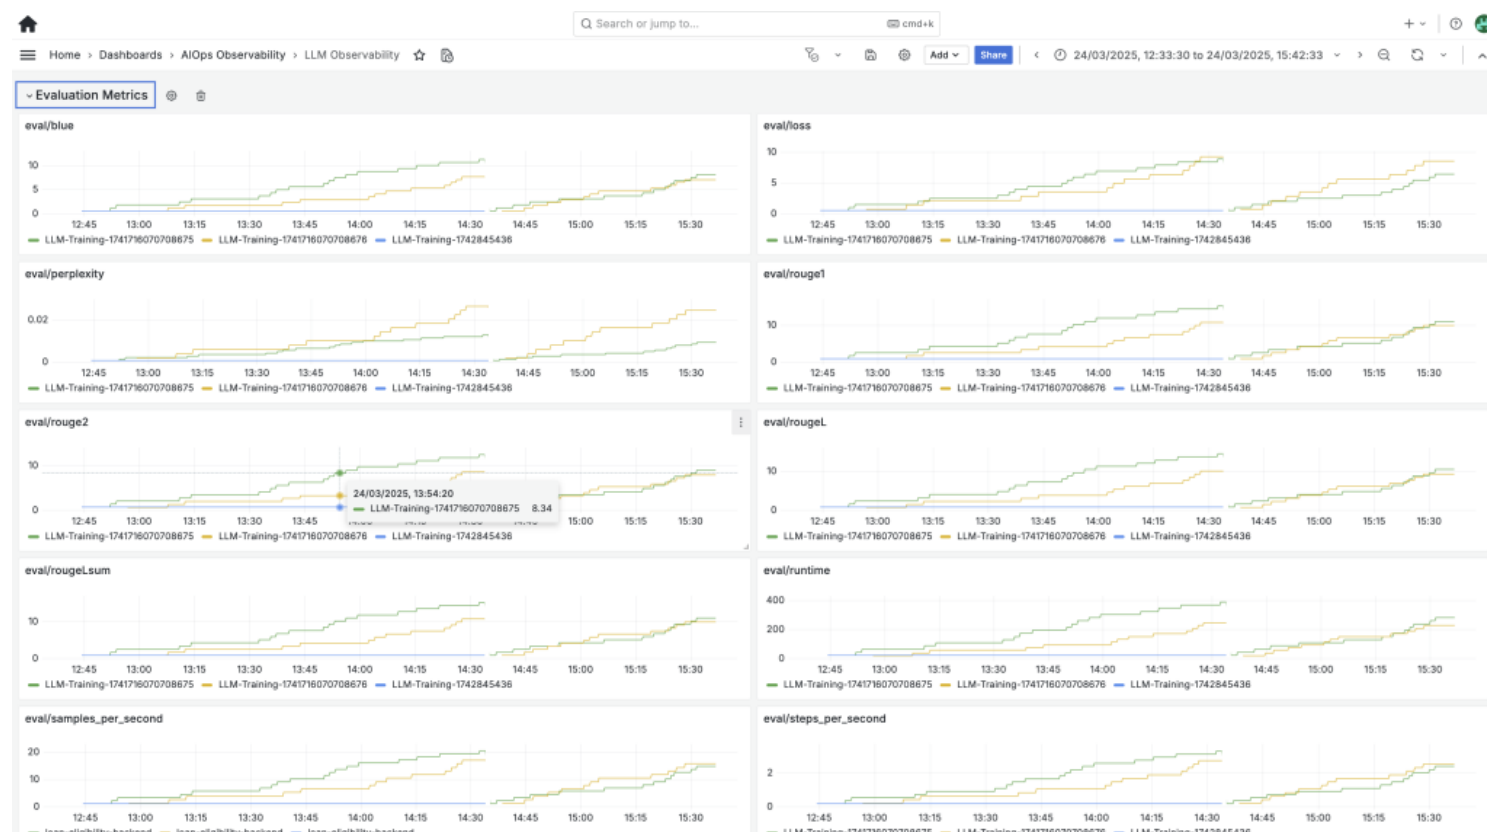 Search or jump to...
cmd+k
Home › Dashboards › AIOps Observability › LLM Observability
Add
Share
24/03/2025, 12:33:30 to 24/03/2025, 15:42:33
Evaluation Metrics
eval/blue
10
5
0
12:45 13:00 13:15 13:30 13:45 14:00 14:15 14:30 14:45 15:00 15:15 15:30
LLM-Training-1741716070708675 LLM-Training-1741716070708676 LLM-Training-1742845436
eval/loss
10
5
0
12:45 13:00 13:15 13:30 13:45 14:00 14:15 14:30 14:45 15:00 15:15 15:30
LLM-Training-1741716070708675 LLM-Training-1741716070708676 LLM-Training-1742845436
eval/perplexity
0.02
0
12:45 13:00 13:15 13:30 13:45 14:00 14:15 14:30 14:45 15:00 15:15 15:30
LLM-Training-1741716070708675 LLM-Training-1741716070708676 LLM-Training-1742845436
eval/rouge1
10
0
12:45 13:00 13:15 13:30 13:45 14:00 14:15 14:30 14:45 15:00 15:15 15:30
LLM-Training-1741716070708675 LLM-Training-1741716070708676 LLM-Training-1742845436
eval/rouge2
10
0
24/03/2025, 13:54:20
LLM-Training-1741716070708675 8.34
12:45 13:00 13:15 13:30 13:45 15:00 15:15 15:30
LLM-Training-1741716070708675 LLM-Training-1741716070708676 LLM-Training-1742845436
eval/rougeL
10
0
12:45 13:00 13:15 13:30 13:45 14:00 14:15 14:30 14:45 15:00 15:15 15:30
LLM-Training-1741716070708675 LLM-Training-1741716070708676 LLM-Training-1742845436
eval/rougeLsum
10
0
12:45 13:00 13:15 13:30 13:45 14:00 14:15 14:30 14:45 15:00 15:15 15:30
LLM-Training-1741716070708675 LLM-Training-1741716070708676 LLM-Training-1742845436
eval/runtime
400
200
0
12:45 13:00 13:15 13:30 13:45 14:00 14:15 14:30 14:45 15:00 15:15 15:30
LLM-Training-1741716070708675 LLM-Training-1741716070708676 LLM-Training-1742845436
eval/samples_per_second
20
10
0
12:45 13:00 13:15 13:30 13:45 14:00 14:15 14:30 14:45 15:00 15:15 15:30
eval/steps_per_second
2
0
12:45 13:00 13:15 13:30 13:45 14:00 14:15 14:30 14:45 15:00 15:15 15:30